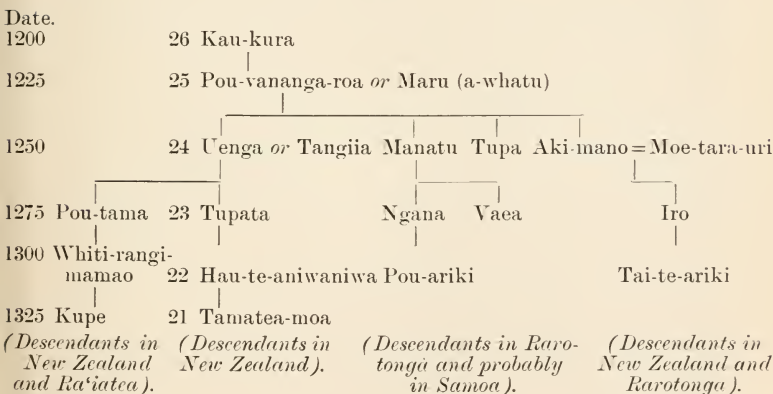 Date.
1200 26 Kau-kura
1225 25 Pou-vananga-roa or Maru (a-whatu)
1250 24 Uenga or Tangiia Manatu Tupa Aki-mano = Moe-tara-uri
1275 Pou-tama 23 Tupata Ngana Vaea Iro
1300 Whiti-rangi-
mamao 22 Hau-te-aniwaniwa Pou-ariki Tai-te-ariki
1325 Kupe 21 Tamatea-moa
(Descendants in (Descendants in (Descendants in Raro- (Descendants in
New Zealand New Zealand). tonga and probably New Zealand and
and Ra‘iatea). in Samoa). Rarotonga).